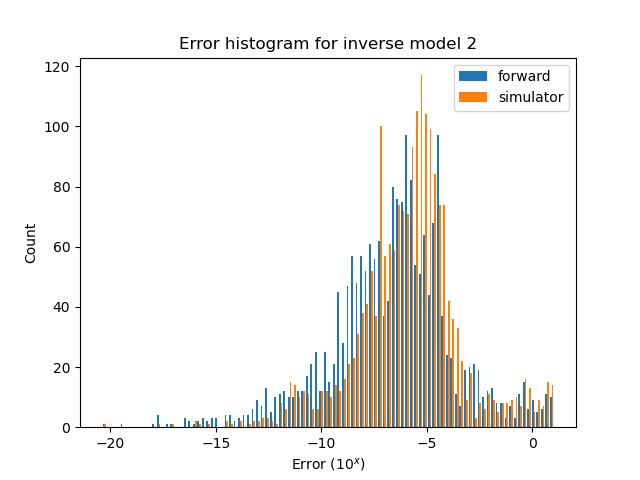 Error histogram for inverse model 2
forward
simulator
Count
120
100
80
60
40
20
0
−20 −15 −10 −5 0
Error (10^x)